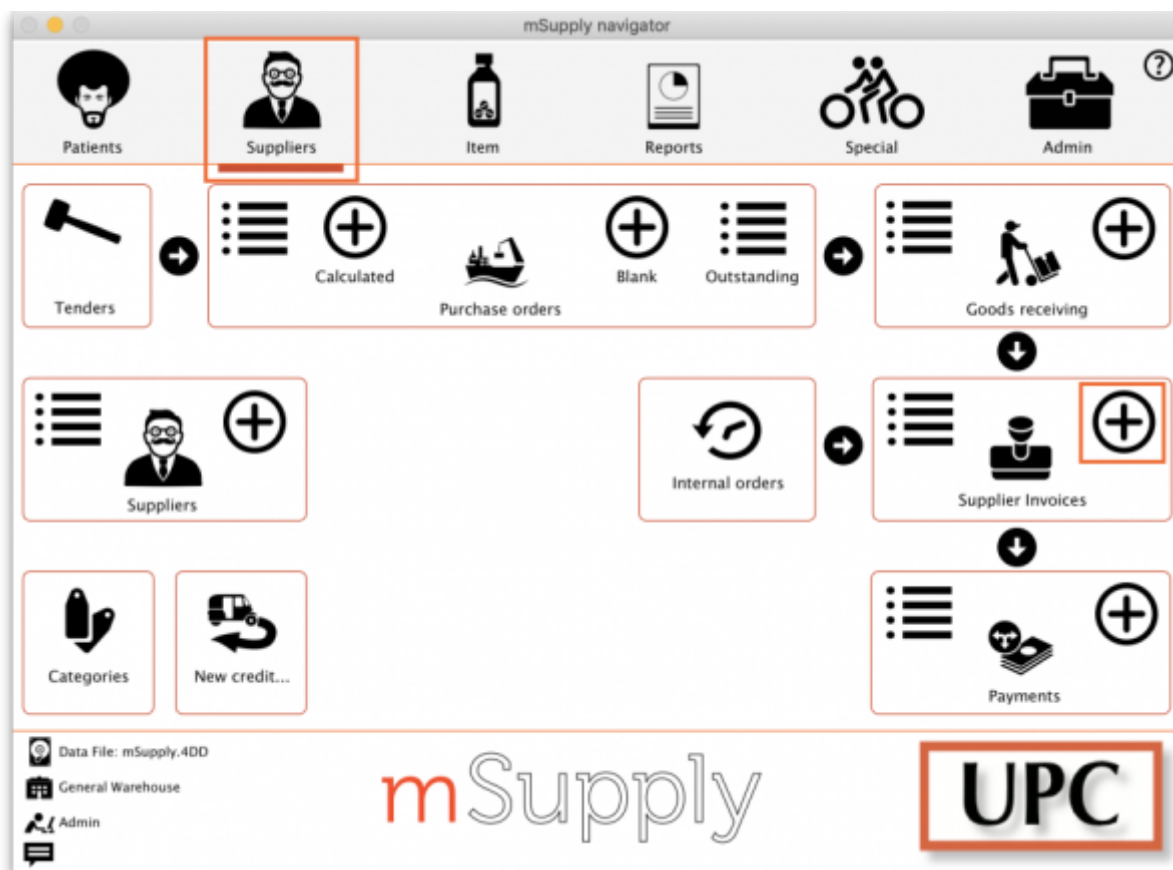 mSupply navigator
Patients
Suppliers
Item
Reports
Special
Admin
?
Tenders
Calculated
Blank
Outstanding
Purchase orders
Goods receiving
Suppliers
Internal orders
Supplier Invoices
Categories
New credit...
Payments
Data File: mSupply.4DD
General Warehouse
Admin
mSupply
UPC